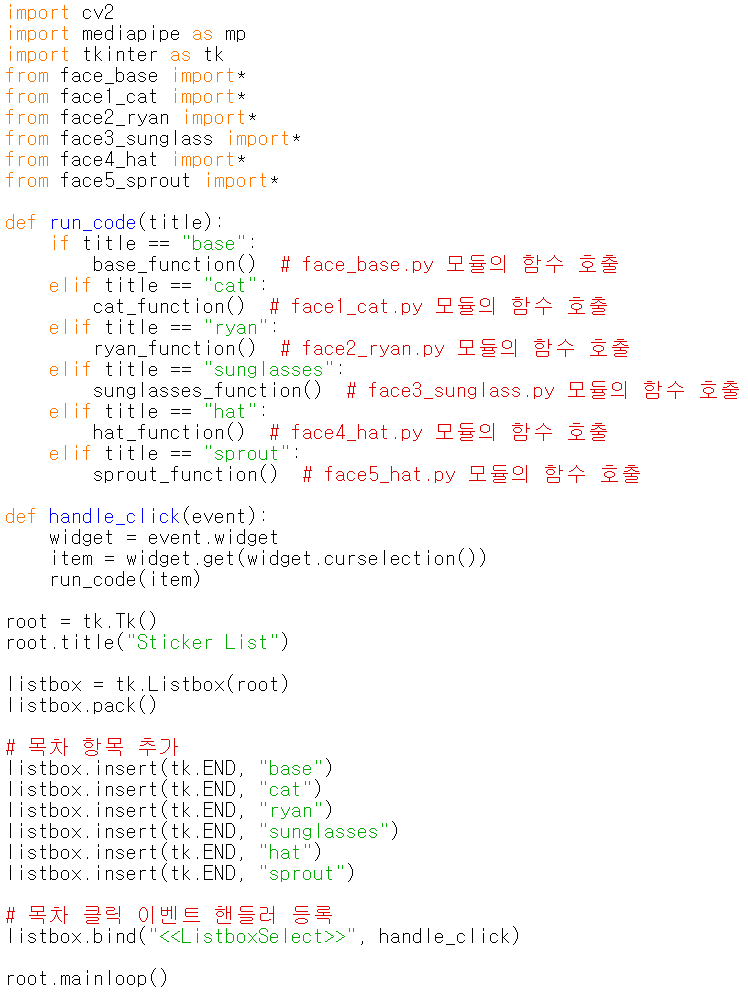 import cv2
import mediapipe as mp
import tkinter as tk
from face_base import*
from face1_cat import*
from face2_ryan import*
from face3_sunglass import*
from face4_hat import*
from face5_sprout import*

def run_code(title):
    if title == "base":
        base_function()  # face_base.py 모듈의 함수 호출
    elif title == "cat":
        cat_function()  # face1_cat.py 모듈의 함수 호출
    elif title == "ryan":
        ryan_function()  # face2_ryan.py 모듈의 함수 호출
    elif title == "sunglasses":
        sunglasses_function()  # face3_sunglass.py 모듈의 함수 호출
    elif title == "hat":
        hat_function()  # face4_hat.py 모듈의 함수 호출
    elif title == "sprout":
        sprout_function()  # face5_hat.py 모듈의 함수 호출

def handle_click(event):
    widget = event.widget
    item = widget.get(widget.curselection())
    run_code(item)

root = tk.Tk()
root.title("Sticker List")

listbox = tk.Listbox(root)
listbox.pack()

# 목차 항목 추가
listbox.insert(tk.END, "base")
listbox.insert(tk.END, "cat")
listbox.insert(tk.END, "ryan")
listbox.insert(tk.END, "sunglasses")
listbox.insert(tk.END, "hat")
listbox.insert(tk.END, "sprout")

# 목차 클릭 이벤트 핸들러 등록
listbox.bind("<<ListboxSelect>>", handle_click)

root.mainloop()